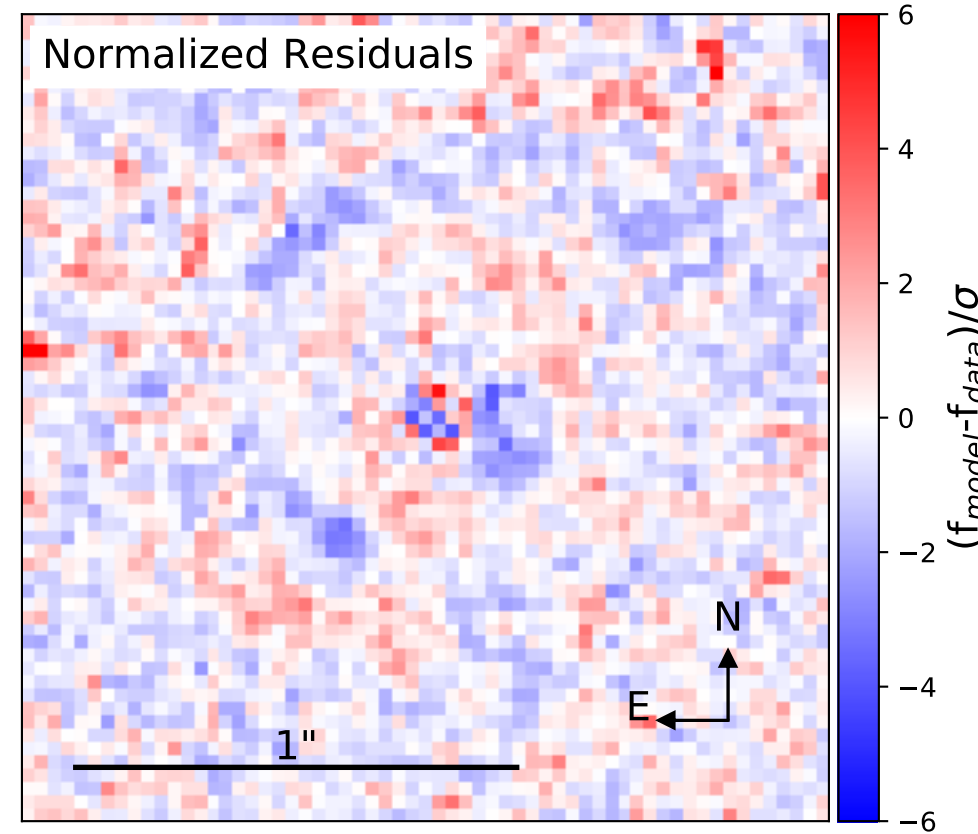 Normalized Residuals
N
E
1"
6
4
2
0
−2
−4
−6
(f_model-f_data)/σ